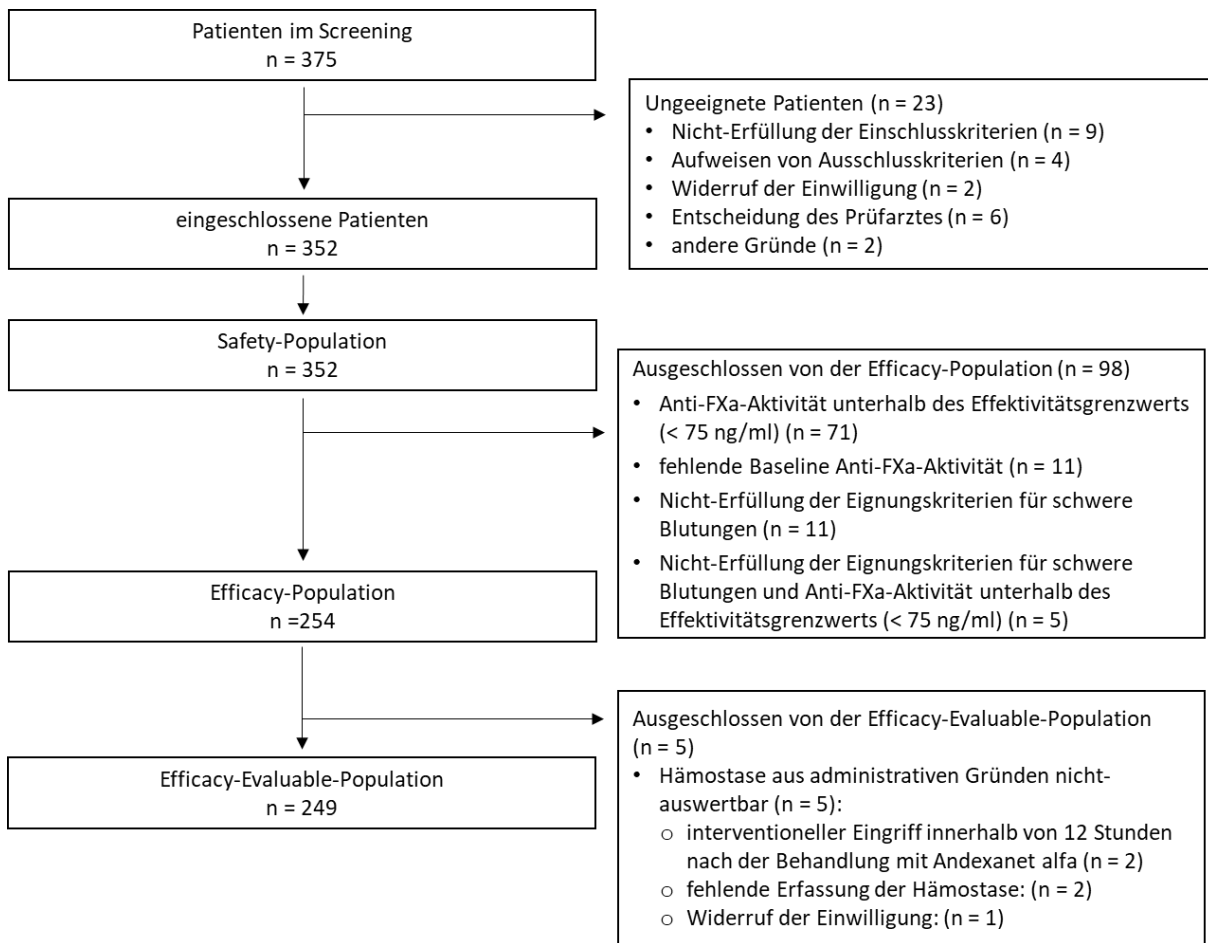 Patienten im Screening
n = 375
Ungeeignete Patienten (n = 23)
• Nicht-Erfüllung der Einschlusskriterien (n = 9)
• Aufweisen von Ausschlusskriterien (n = 4)
• Widerruf der Einwilligung (n = 2)
• Entscheidung des Prüfarztes (n = 6)
• andere Gründe (n = 2)
eingeschlossene Patienten
n = 352
Safety-Population
n = 352
Ausgeschlossen von der Efficacy-Population (n = 98)
• Anti-FXa-Aktivität unterhalb des Effektivitätsgrenzwerts
(< 75 ng/ml) (n = 71)
• fehlende Baseline Anti-FXa-Aktivität (n = 11)
• Nicht-Erfüllung der Eignungskriterien für schwere
Blutungen (n = 11)
• Nicht-Erfüllung der Eignungskriterien für schwere
Blutungen und Anti-FXa-Aktivität unterhalb des
Effektivitätsgrenzwerts (< 75 ng/ml) (n = 5)
Efficacy-Population
n =254
Ausgeschlossen von der Efficacy-Evaluable-Population
(n = 5)
• Hämostase aus administrativen Gründen nicht-
auswertbar (n = 5):
o interventioneller Eingriff innerhalb von 12 Stunden
nach der Behandlung mit Andexanet alfa (n = 2)
o fehlende Erfassung der Hämostase: (n = 2)
o Widerruf der Einwilligung: (n = 1)
Efficacy-Evaluable-Population
n = 249